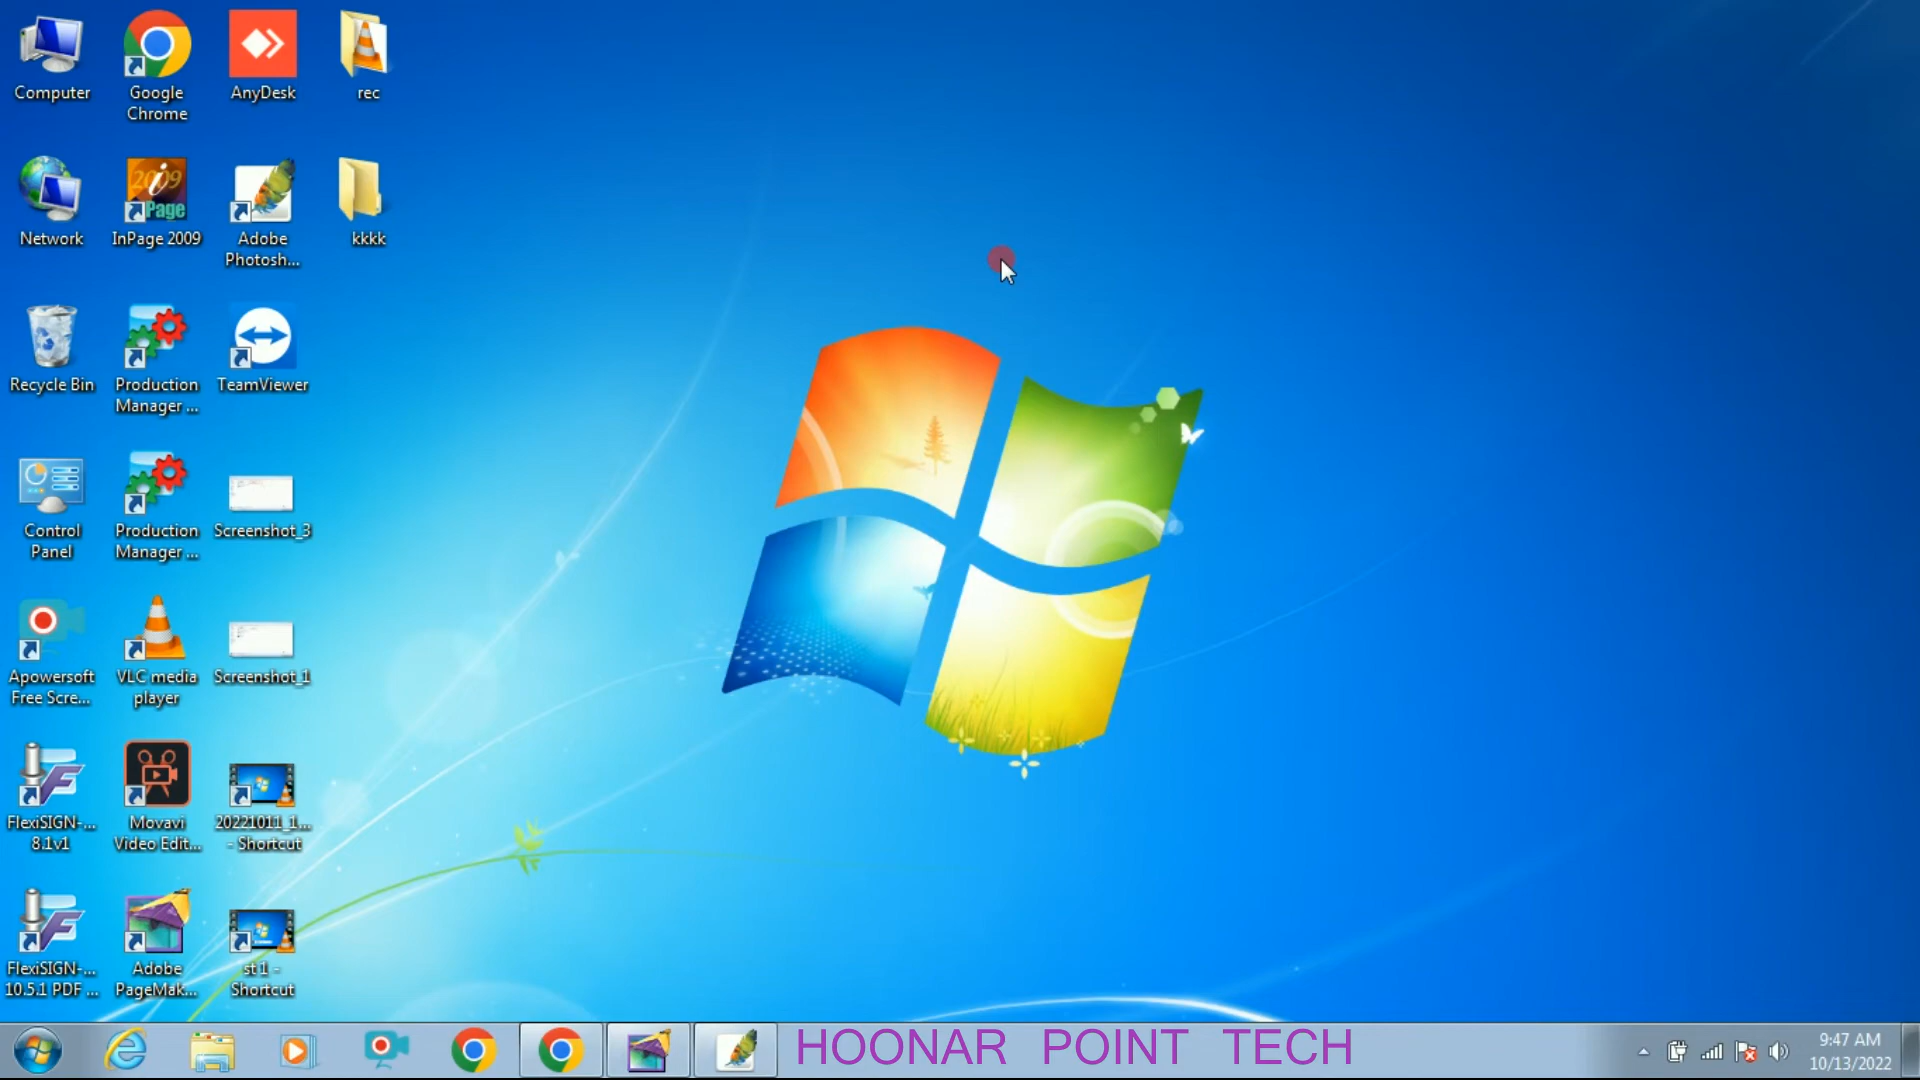 Computer
Google
Chrome
AnyDesk
rec
Network
2009
i
Page
InPage 2009
Adobe
Photosh...
kkkk
Recycle Bin
Production
Manager ...
TeamViewer
Control
Panel
Production
Manager ...
Screenshot_3
Apowersoft
Free Scre...
VLC media
player
Screenshot_1
FlexiSIGN-...
8.1v1
Movavi
Video Edit...
20221011_1...
- Shortcut
FlexiSIGN-...
10.5.1 PDF ...
Adobe
PageMak...
st 1 -
Shortcut
HOONAR POINT TECH
9:47 AM
10/13/2022